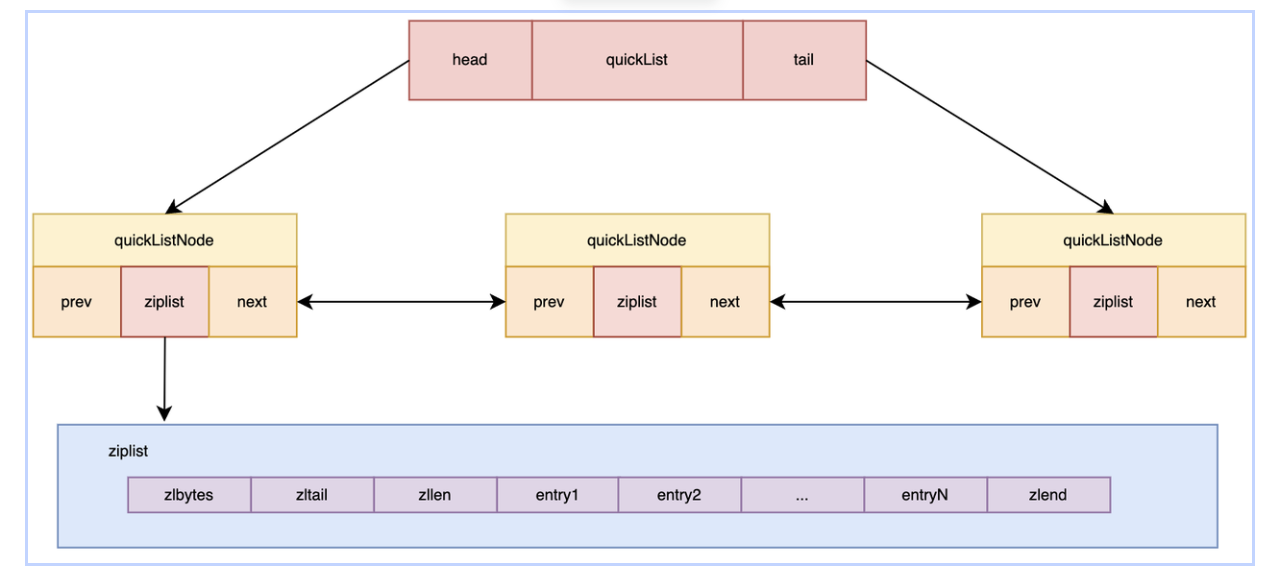 head quickList tail
quickListNode quickListNode quickListNode
prev ziplist next prev ziplist next prev ziplist next
ziplist
zlbytes zltail zllen entry1 entry2 ... entryN zlend